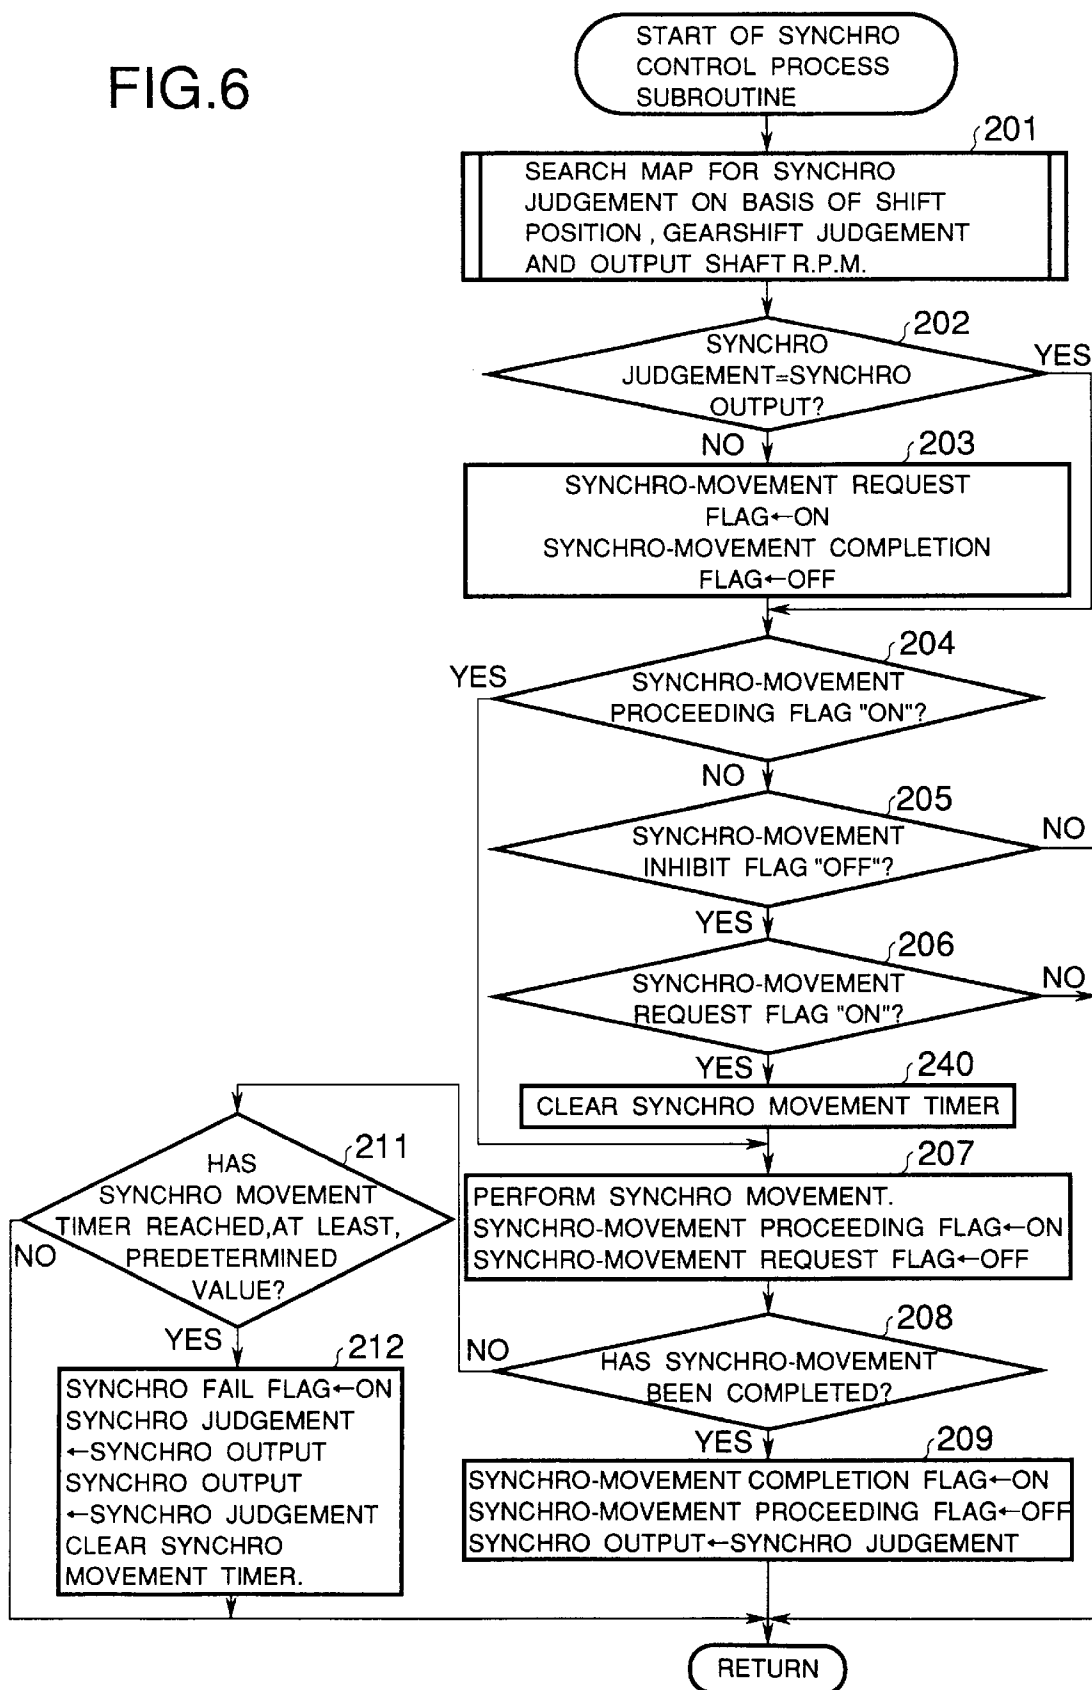 FIG.6
START OF SYNCHRO
CONTROL PROCESS
SUBROUTINE
201
SEARCH MAP FOR SYNCHRO
JUDGEMENT ON BASIS OF SHIFT
POSITION, GEARSHIFT JUDGEMENT
AND OUTPUT SHAFT R.P.M.
202
SYNCHRO
JUDGEMENT=SYNCHRO
OUTPUT?
YES
NO
203
SYNCHRO-MOVEMENT REQUEST
FLAG←ON
SYNCHRO-MOVEMENT COMPLETION
FLAG←OFF
204
YES
SYNCHRO-MOVEMENT
PROCEEDING FLAG "ON"?
NO
205
SYNCHRO-MOVEMENT
INHIBIT FLAG "OFF"?
NO
YES
206
SYNCHRO-MOVEMENT
REQUEST FLAG "ON"?
NO
YES
240
CLEAR SYNCHRO MOVEMENT TIMER
207
PERFORM SYNCHRO MOVEMENT.
SYNCHRO-MOVEMENT PROCEEDING FLAG←ON
SYNCHRO-MOVEMENT REQUEST FLAG←OFF
208
NO
HAS SYNCHRO-MOVEMENT
BEEN COMPLETED?
YES
209
SYNCHRO-MOVEMENT COMPLETION FLAG←ON
SYNCHRO-MOVEMENT PROCEEDING FLAG←OFF
SYNCHRO OUTPUT←SYNCHRO JUDGEMENT
211
HAS
SYNCHRO MOVEMENT
TIMER REACHED, AT LEAST,
PREDETERMINED
VALUE?
NO
YES
212
SYNCHRO FAIL FLAG←ON
SYNCHRO JUDGEMENT
←SYNCHRO OUTPUT
SYNCHRO OUTPUT
←SYNCHRO JUDGEMENT
CLEAR SYNCHRO
MOVEMENT TIMER.
RETURN